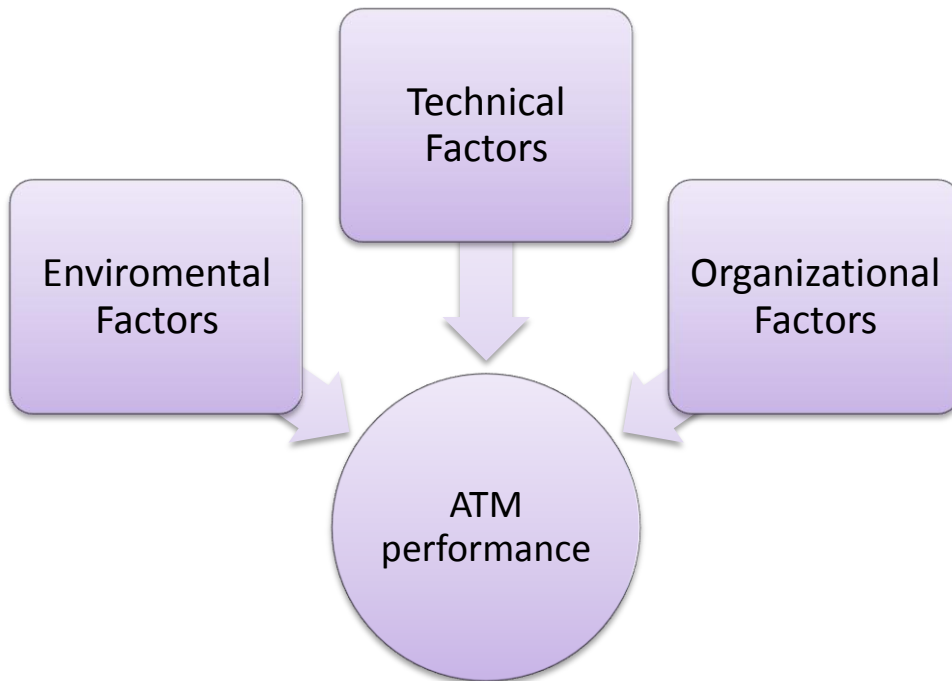 Technical
Factors
Enviromental
Factors
Organizational
Factors
ATM
performance